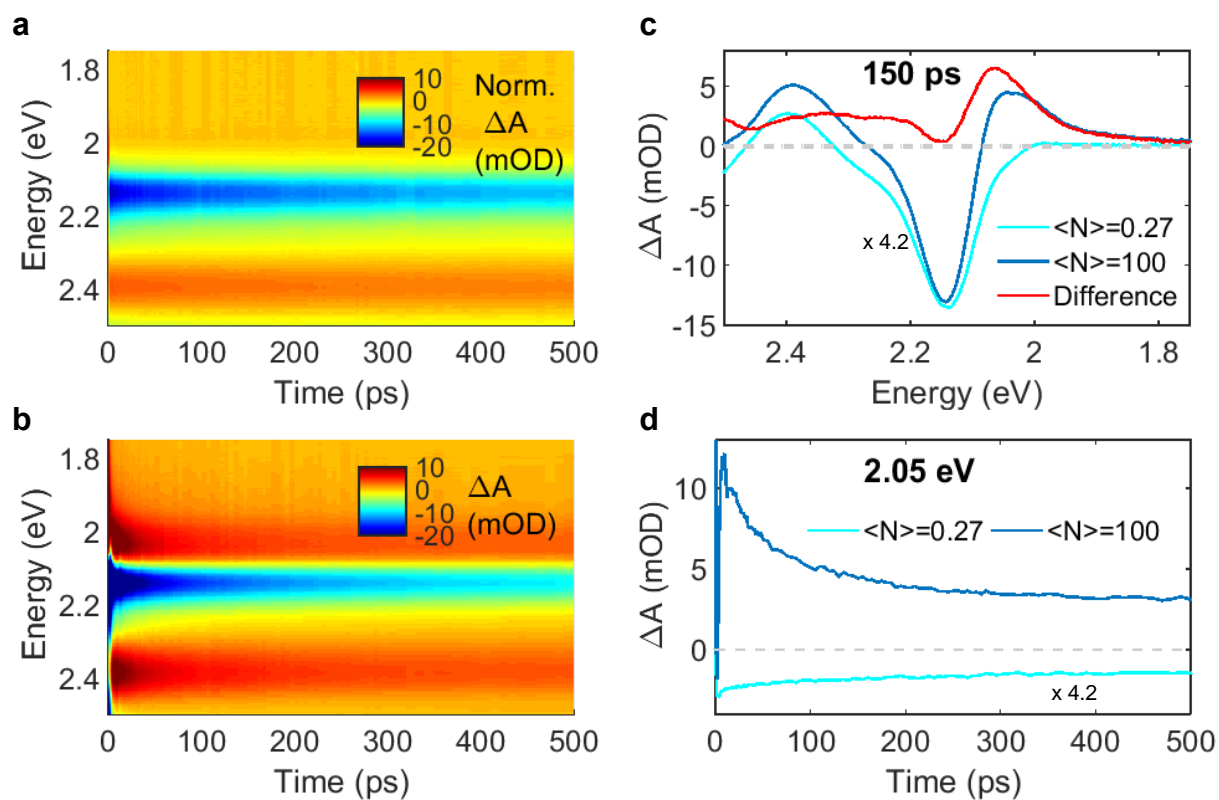 a
Energy (eV)
1.8
2
2.2
2.4
10
0
-10
-20
Norm.
ΔA
(mOD)
0 100 200 300 400 500
Time (ps)
b
Energy (eV)
1.8
2
2.2
2.4
10
0
-10
-20
ΔA
(mOD)
0 100 200 300 400 500
Time (ps)
c
150 ps
ΔA (mOD)
5
0
-5
-10
-15
x 4.2
<N>=0.27
<N>=100
Difference
2.4 2.2 2 1.8
Energy (eV)
d
2.05 eV
ΔA (mOD)
10
5
0
<N>=0.27 <N>=100
x 4.2
0 100 200 300 400 500
Time (ps)